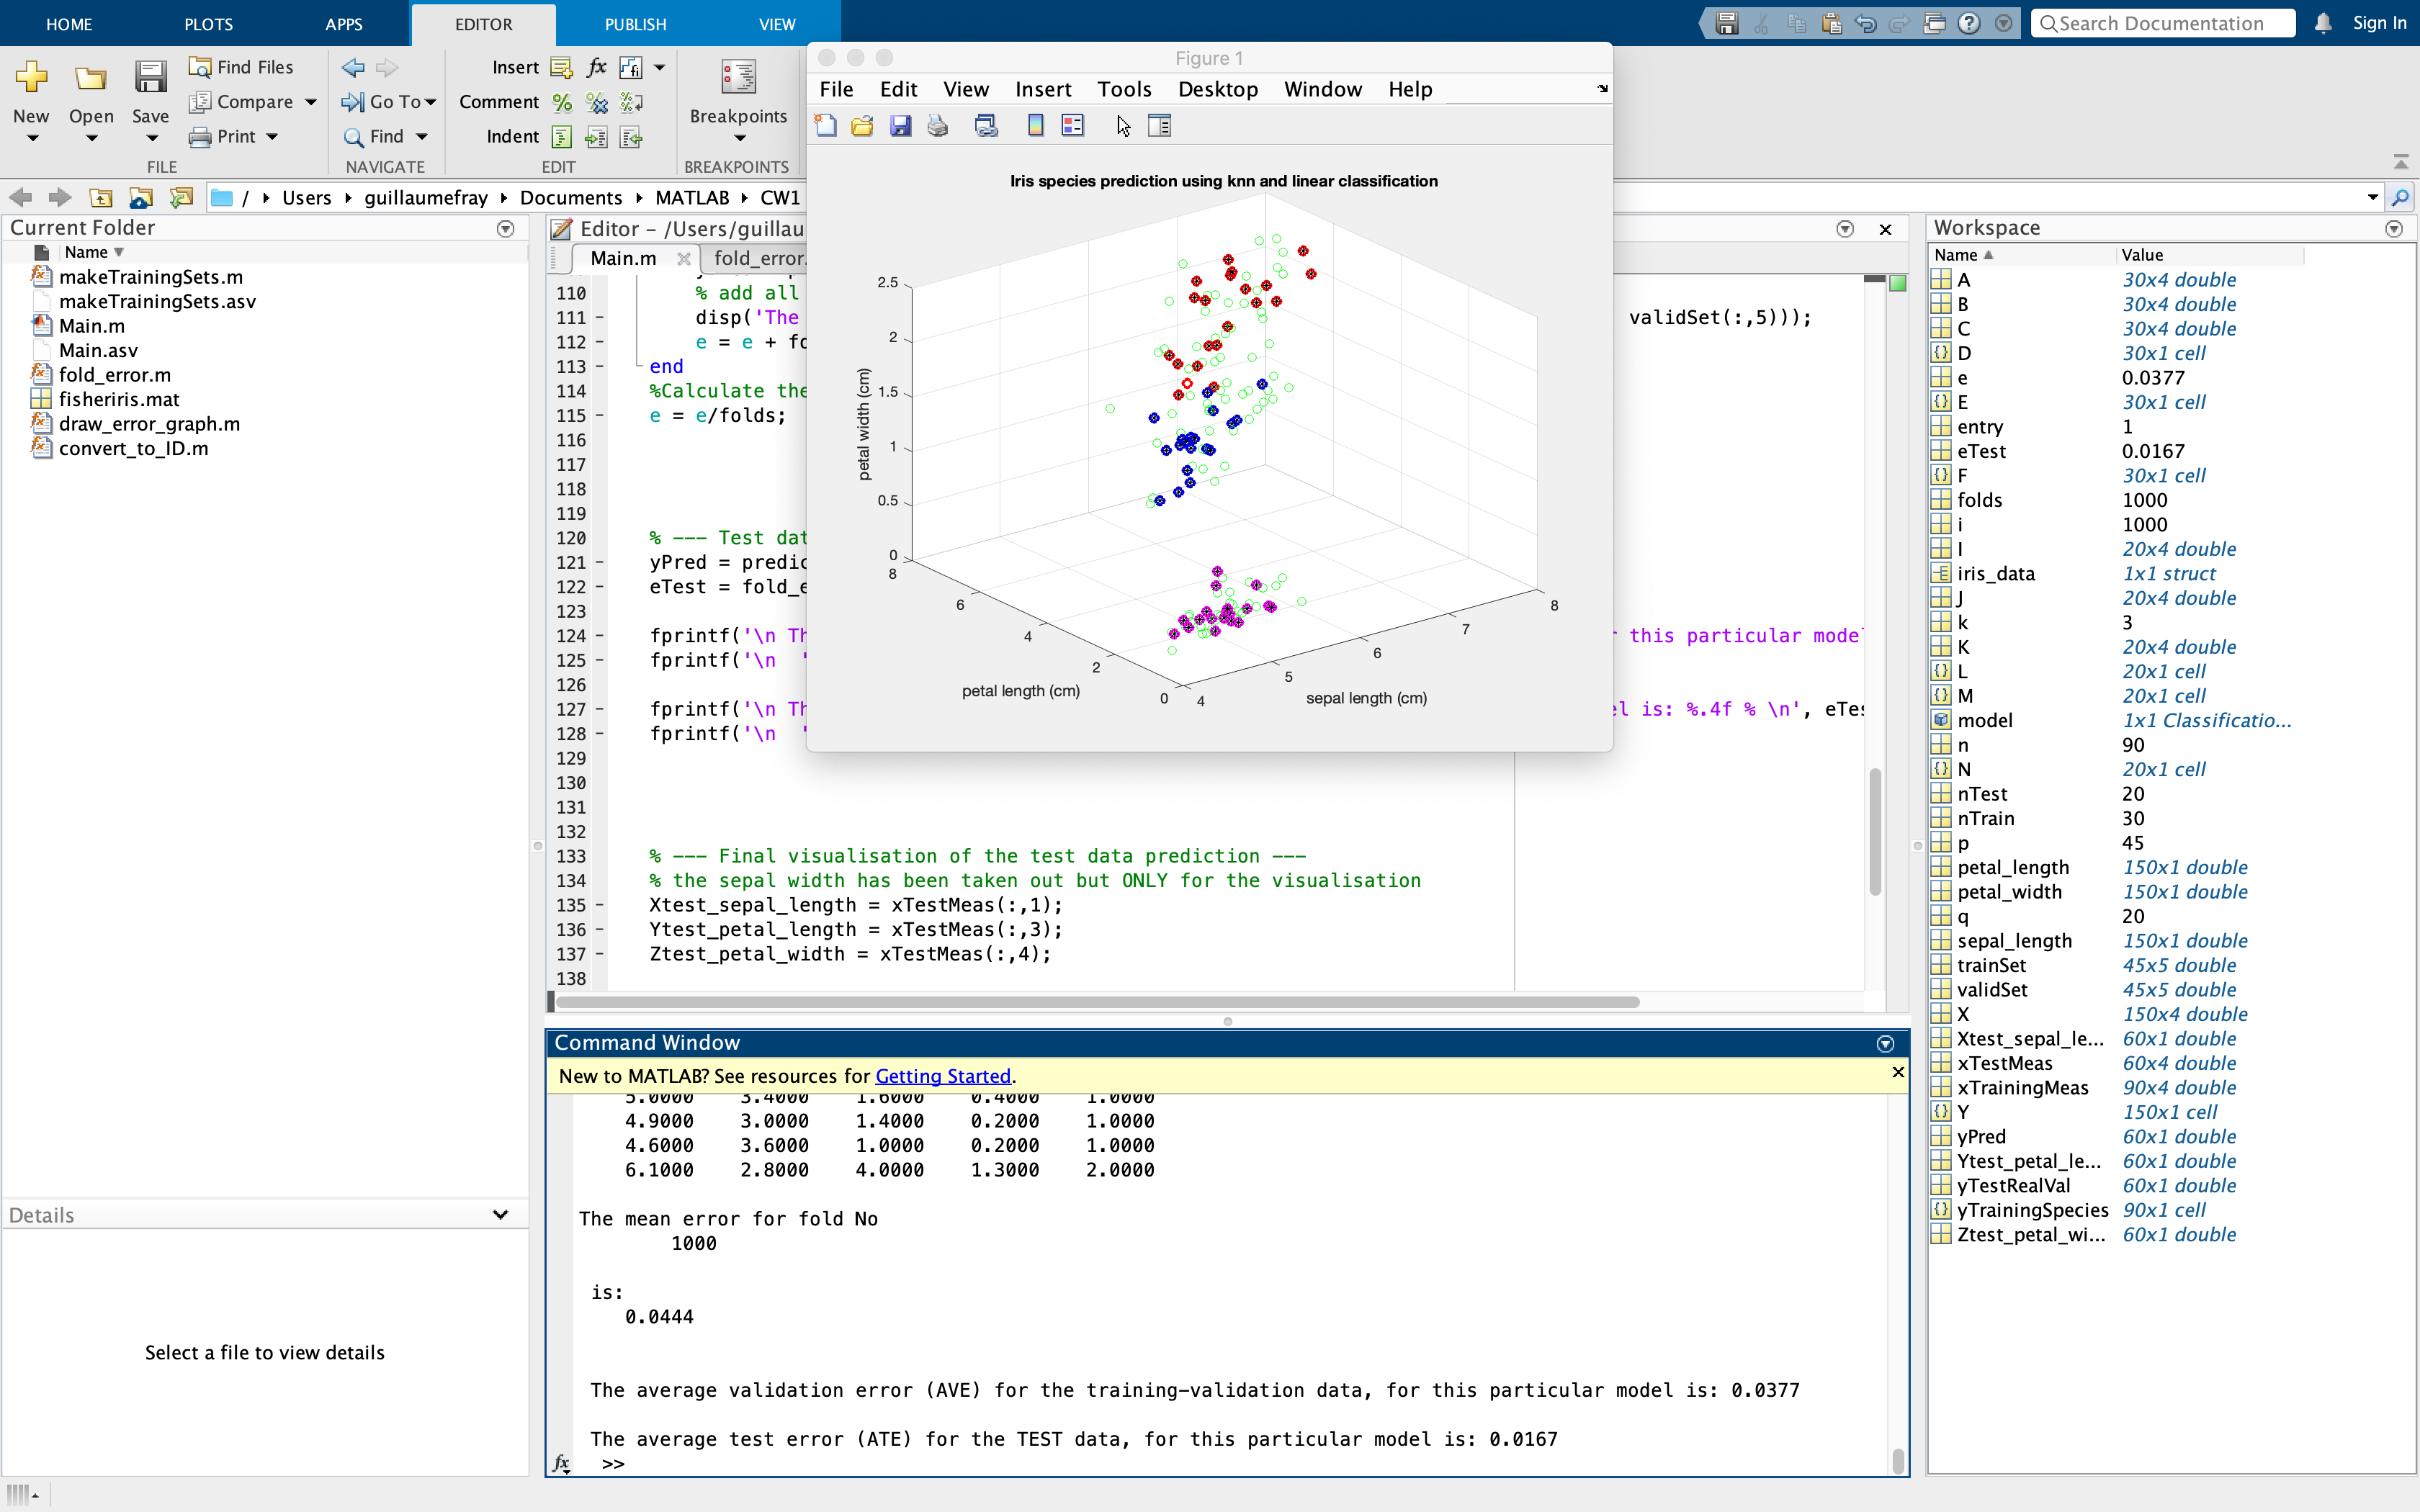 HOME PLOTS APPS EDITOR PUBLISH VIEW
Search Documentation
Sign In
New
Open
Save
Find Files
Compare
Print
FILE
Go To
Find
NAVIGATE
Insert
Comment
Indent
EDIT
Breakpoints
BREAKPOINTS
/ Users guillaumefray Documents MATLAB CW1
Current Folder
Name
makeTrainingSets.m
makeTrainingSets.asv
Main.m
Main.asv
fold_error.m
fisheriris.mat
draw_error_graph.m
convert_to_ID.m
Details
Select a file to view details
Editor – /Users/guillau
Main.m fold_error.
110 % add all
111 – disp('The validSet(:,5)));
112 – e = e + fo
113 – end
114 %Calculate the
115 – e = e/folds;
116
117
118
119
120 % --- Test dat
121 – yPred = predic
122 – eTest = fold_e
123
124 – fprintf('\n Th r this particular mode
125 – fprintf('\n '
126
127 – fprintf('\n Th el is: %.4f % \n', eTes
128 – fprintf('\n '
129
130
131
132
133 % --- Final visualisation of the test data prediction ---
134 % the sepal width has been taken out but ONLY for the visualisation
135 – Xtest_sepal_length = xTestMeas(:,1);
136 – Ytest_petal_length = xTestMeas(:,3);
137 – Ztest_petal_width = xTestMeas(:,4);
138
Figure 1
File Edit View Insert Tools Desktop Window Help
Iris species prediction using knn and linear classification
petal width (cm)
2.5
2
1.5
1
0.5
0
8
6
4
2
0
petal length (cm)
4
5
6
7
8
sepal length (cm)
Command Window
New to MATLAB? See resources for Getting Started.
5.0000 3.4000 1.6000 0.4000 1.0000
4.9000 3.0000 1.4000 0.2000 1.0000
4.6000 3.6000 1.0000 0.2000 1.0000
6.1000 2.8000 4.0000 1.3000 2.0000
The mean error for fold No
1000
is:
0.0444
The average validation error (AVE) for the training-validation data, for this particular model is: 0.0377
The average test error (ATE) for the TEST data, for this particular model is: 0.0167
fx >>
Workspace
Name Value
A 30x4 double
B 30x4 double
C 30x4 double
D 30x1 cell
e 0.0377
E 30x1 cell
entry 1
eTest 0.0167
F 30x1 cell
folds 1000
i 1000
I 20x4 double
iris_data 1x1 struct
J 20x4 double
k 3
K 20x4 double
L 20x1 cell
M 20x1 cell
model 1x1 Classificatio...
n 90
N 20x1 cell
nTest 20
nTrain 30
p 45
petal_length 150x1 double
petal_width 150x1 double
q 20
sepal_length 150x1 double
trainSet 45x5 double
validSet 45x5 double
X 150x4 double
Xtest_sepal_le... 60x1 double
xTestMeas 60x4 double
xTrainingMeas 90x4 double
Y 150x1 cell
yPred 60x1 double
Ytest_petal_le... 60x1 double
yTestRealVal 60x1 double
yTrainingSpecies 90x1 cell
Ztest_petal_wi... 60x1 double